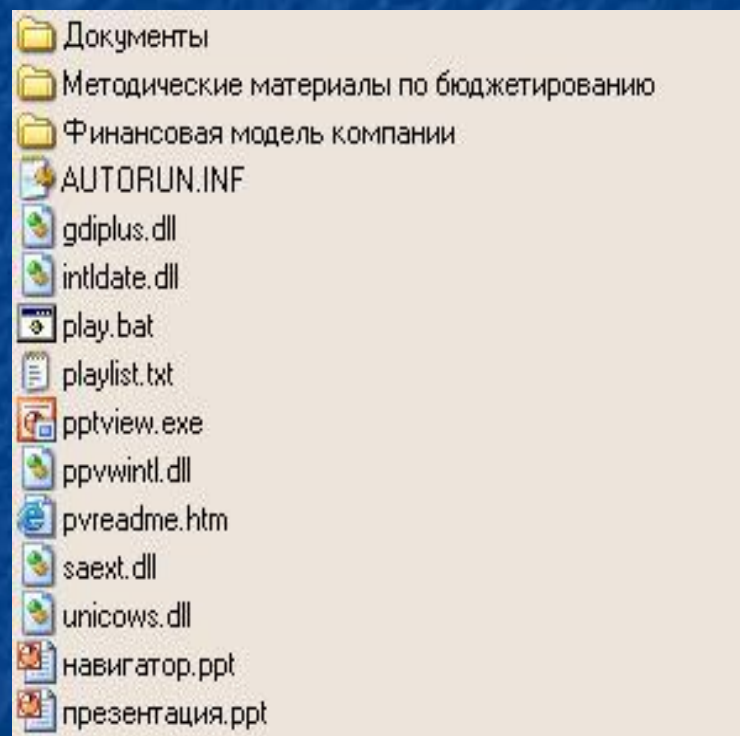 Документы
Методические материалы по бюджетированию
Финансовая модель компании
AUTORUN.INF
gdiplus.dll
intldate.dll
play.bat
playlist.txt
pptview.exe
ppvwintl.dll
pvreadme.htm
saext.dll
unicows.dll
навигатор.ppt
презентация.ppt